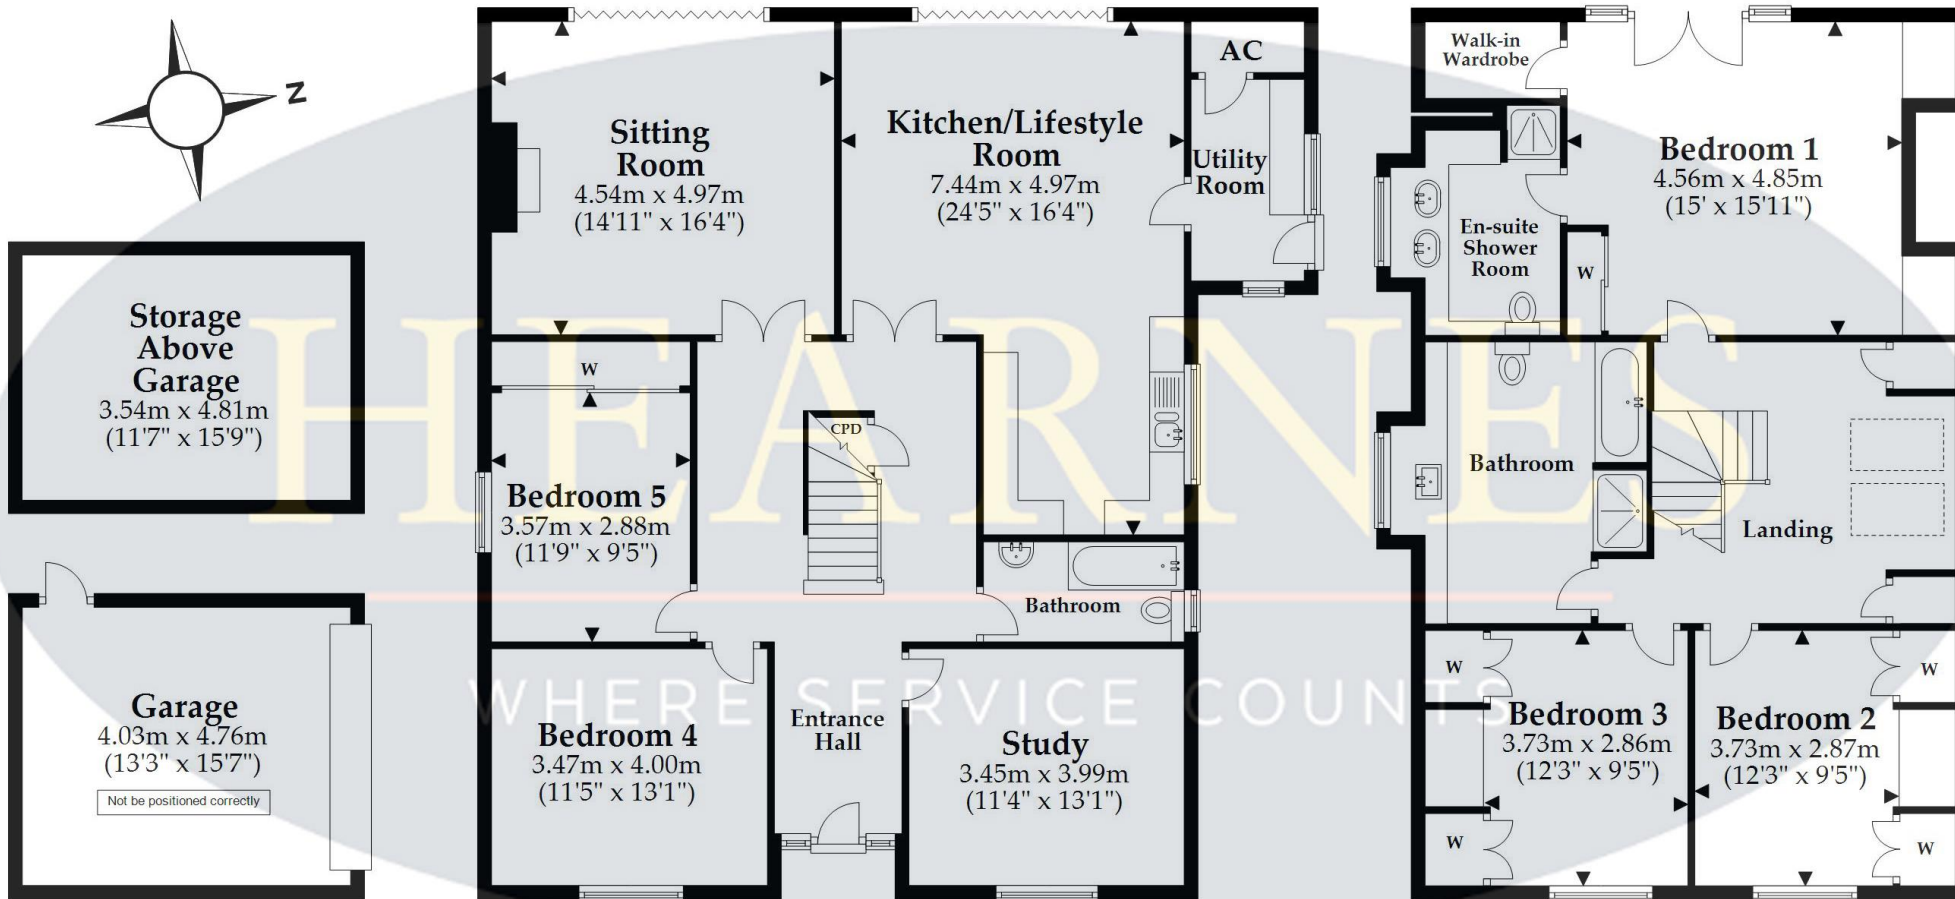 N
Storage
Above
Garage
3.54m x 4.81m
(11'7" x 15'9")
Garage
4.03m x 4.76m
(13'3" x 15'7")
Not be positioned correctly
Sitting
Room
4.54m x 4.97m
(14'11" x 16'4")
Kitchen/Lifestyle
Room
7.44m x 4.97m
(24'5" x 16'4")
AC
Utility
Room
W
CPD
Bedroom 5
3.57m x 2.88m
(11'9" x 9'5")
Bathroom
Bedroom 4
3.47m x 4.00m
(11'5" x 13'1")
Entrance
Hall
Study
3.45m x 3.99m
(11'4" x 13'1")
Walk-in
Wardrobe
Bedroom 1
4.56m x 4.85m
(15' x 15'11")
En-suite
Shower
Room
W
Bathroom
Landing
W
W
Bedroom 3
3.73m x 2.86m
(12'3" x 9'5")
Bedroom 2
3.73m x 2.87m
(12'3" x 9'5")
W
W
HEARNES
WHERE SERVICE COUNTS